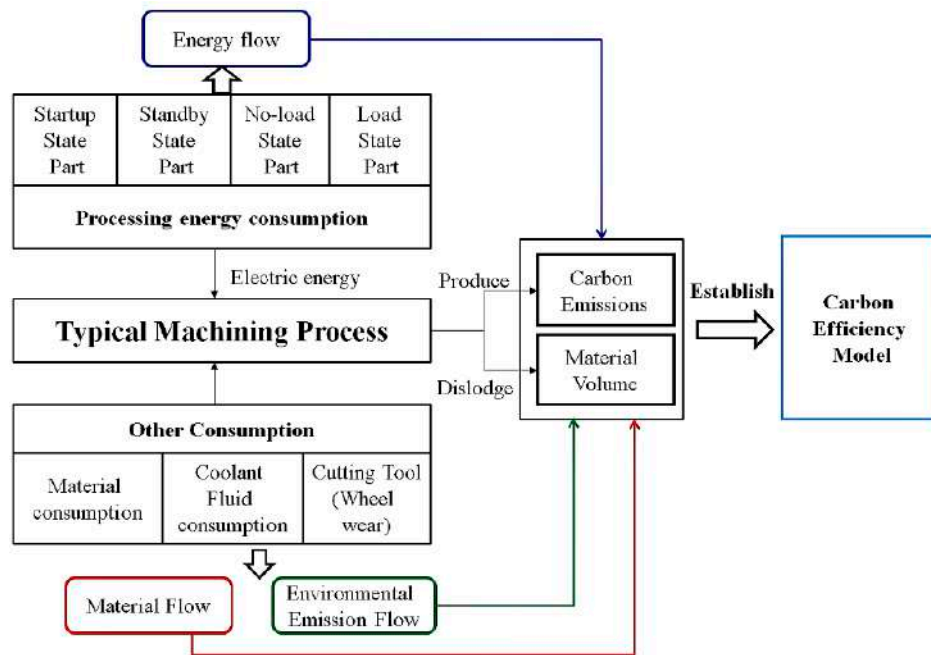 Energy flow
Startup
State
Part
Standby
State
Part
No-load
State
Part
Load
State
Part
Processing energy consumption
Electric energy
Typical Machining Process
Produce
Dislodge
Carbon
Emissions
Material
Volume
Establish
Carbon
Efficiency
Model
Other Consumption
Material
consumption
Coolant
Fluid
consumption
Cutting Tool
(Wheel
wear)
Material Flow
Environmental
Emission Flow